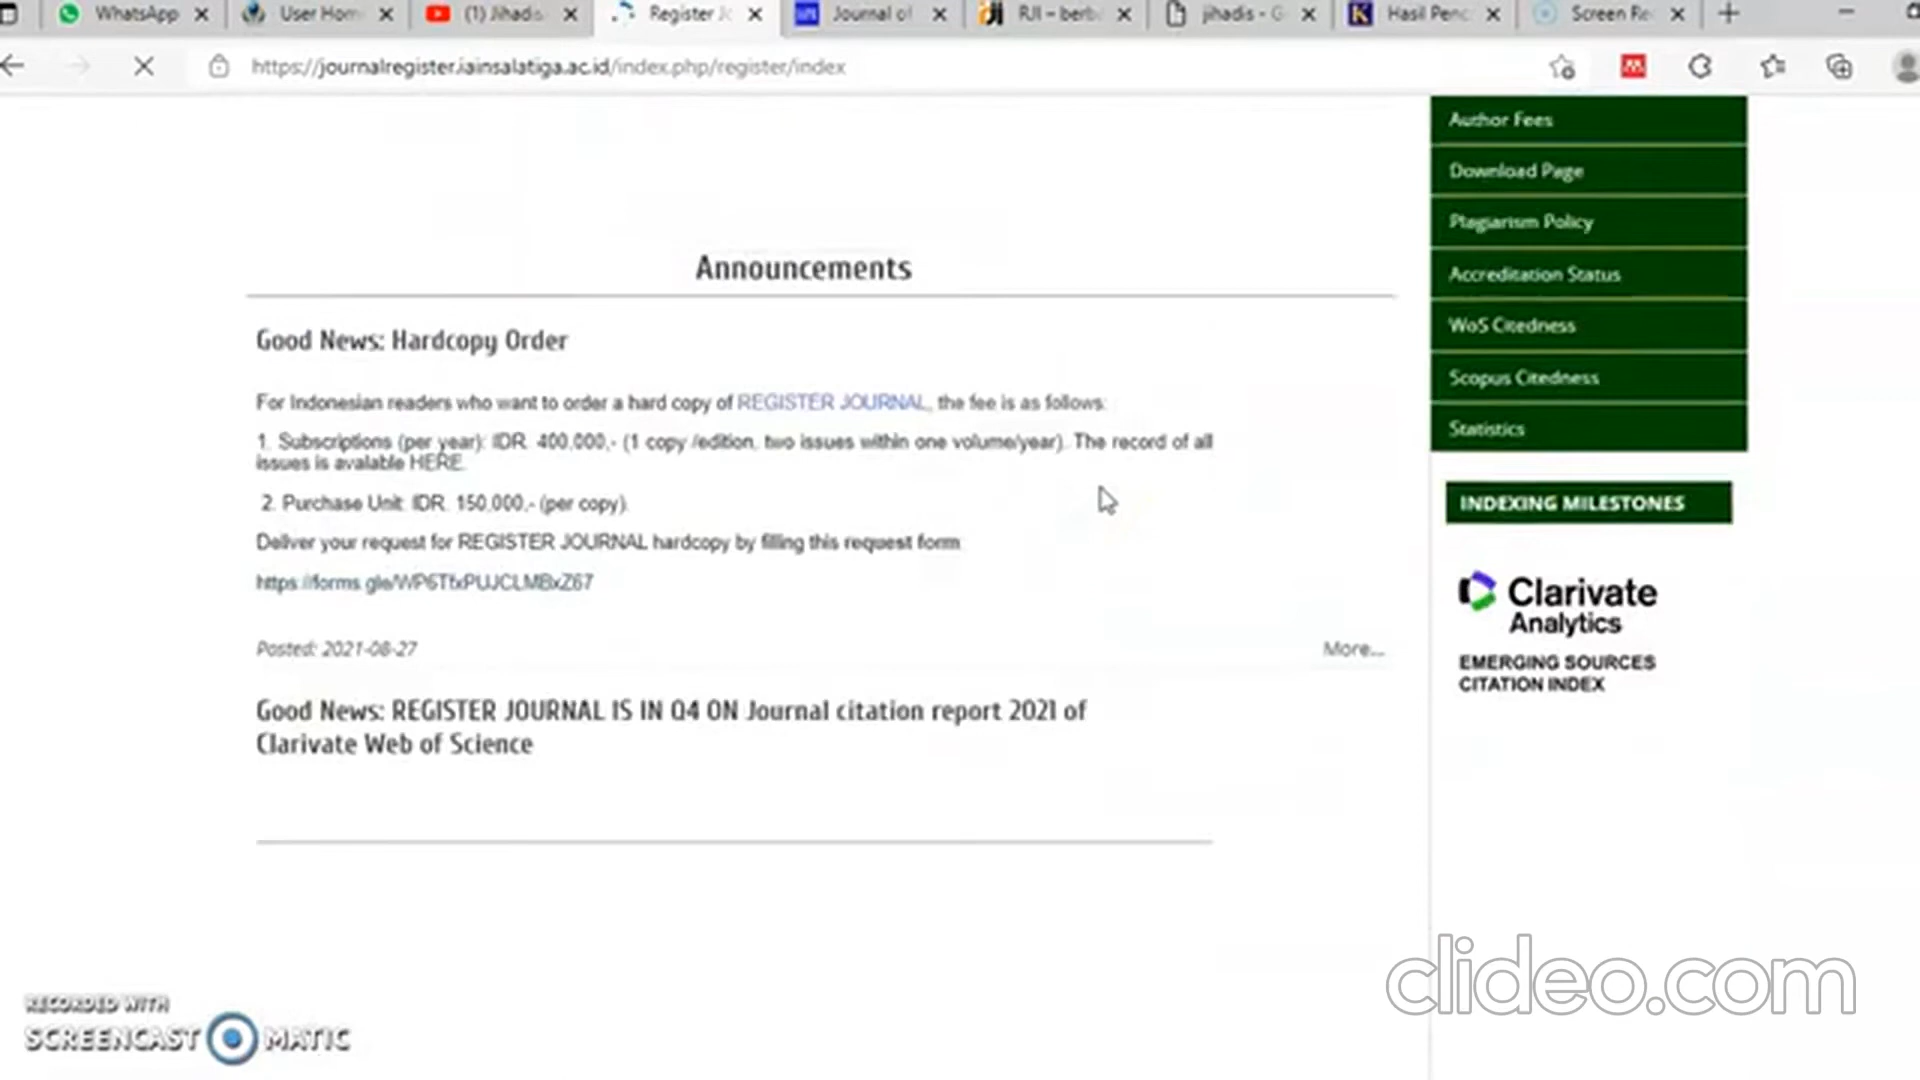 WhatsApp
User Hom
(1) Jihadis
Register Jo
Journal of
RJI – berb
jihadis - G
Hasil Penc
Screen Re
https://journalregister.iainsalatiga.ac.id/index.php/register/index
Announcements
Good News: Hardcopy Order
For Indonesian readers who want to order a hard copy of REGISTER JOURNAL, the fee is as follows:
1. Subscriptions (per year): IDR. 400.000,- (1 copy /edition, two issues within one volume/year). The record of all
issues is avalable HERE.
2. Purchase Unit: IDR. 150.000,- (per copy).
Deliver your request for REGISTER JOURNAL hardcopy by filling this request form
https://forms.gle/WP6TfxPUJCLMBxZ67
Posted: 2021-08-27
More...
Good News: REGISTER JOURNAL IS IN Q4 ON Journal citation report 2021 of
Clarivate Web of Science
Author Fees
Download Page
Plagiarism Policy
Accreditation Status
WoS Citedness
Scopus Citedness
Statistics
INDEXING MILESTONES
Clarivate
Analytics
EMERGING SOURCES
CITATION INDEX
clideo.com
RECORDED WITH
SCREENCAST MATIC